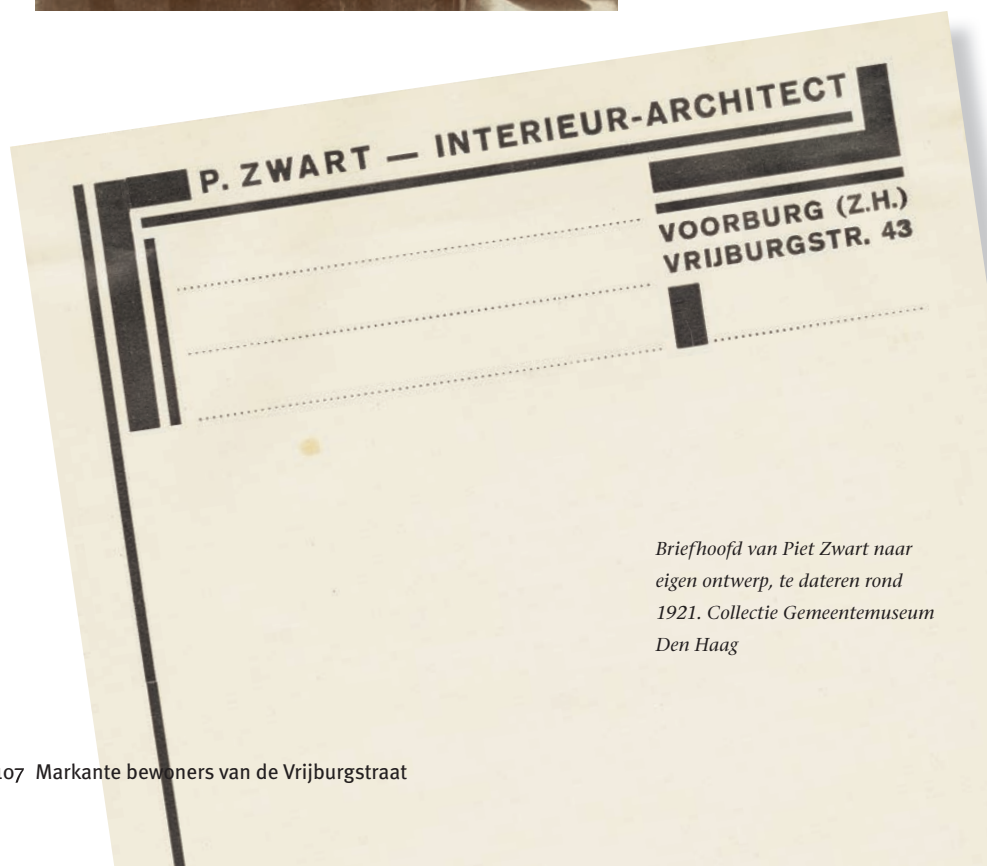 P. ZWART — INTERIEUR-ARCHITECT
VOORBURG (Z.H.)
VRIJBURGSTR. 43
Briefhoofd van Piet Zwart naar
eigen ontwerp, te dateren rond
1921. Collectie Gemeentemuseum
Den Haag
107 Markante bewoners van de Vrijburgstraat